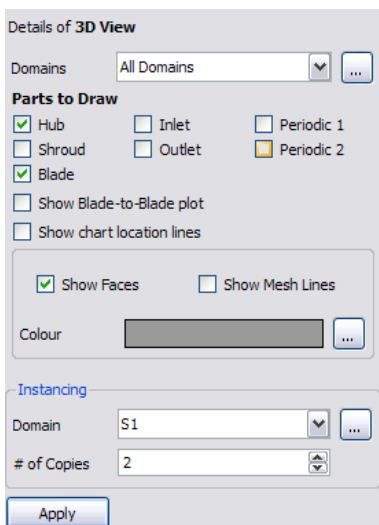 Details of 3D View
Domains All Domains ...
Parts to Draw
Hub Inlet Periodic 1
Shroud Outlet Periodic 2
Blade
Show Blade-to-Blade plot
Show chart location lines
Show Faces Show Mesh Lines
Colour ...
Instancing
Domain S1 ...
# of Copies 2
Apply